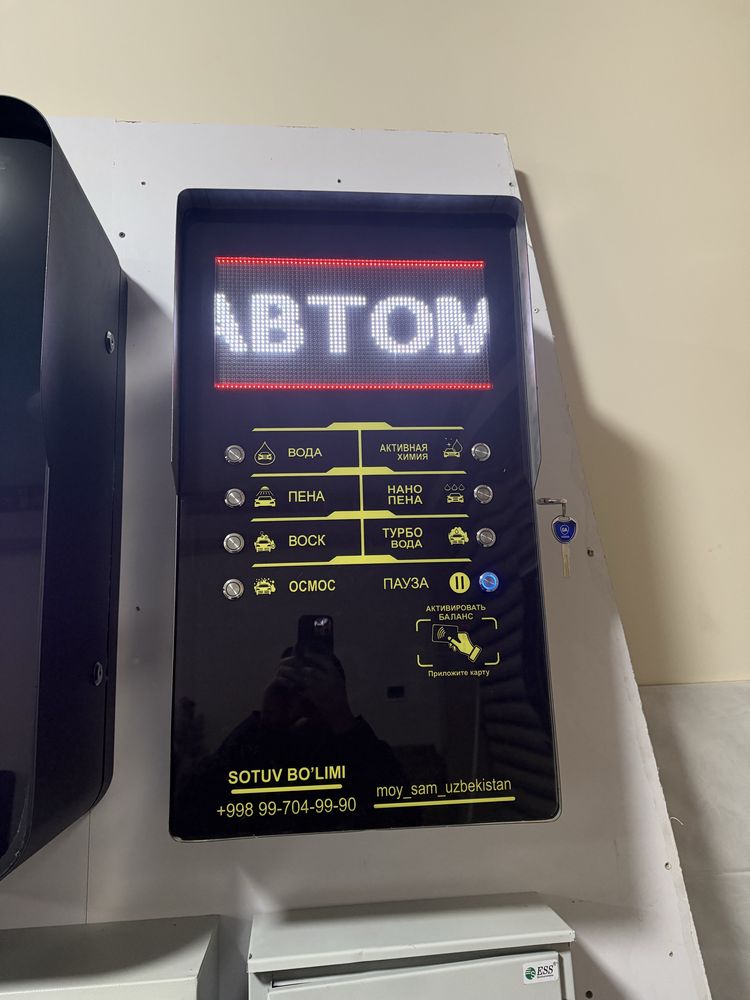 АВТОМ
ВОДА
АКТИВНАЯ
ХИМИЯ
ПЕНА
НАНО
ПЕНА
ВОСК
ТУРБО
ВОДА
ОСМОС
ПАУЗА
АКТИВИРОВАТЬ
БАЛАНС
Приложите карту
SOTUV BO'LIMI
+998 99-704-99-90
moy_sam_uzbekistan
ESS